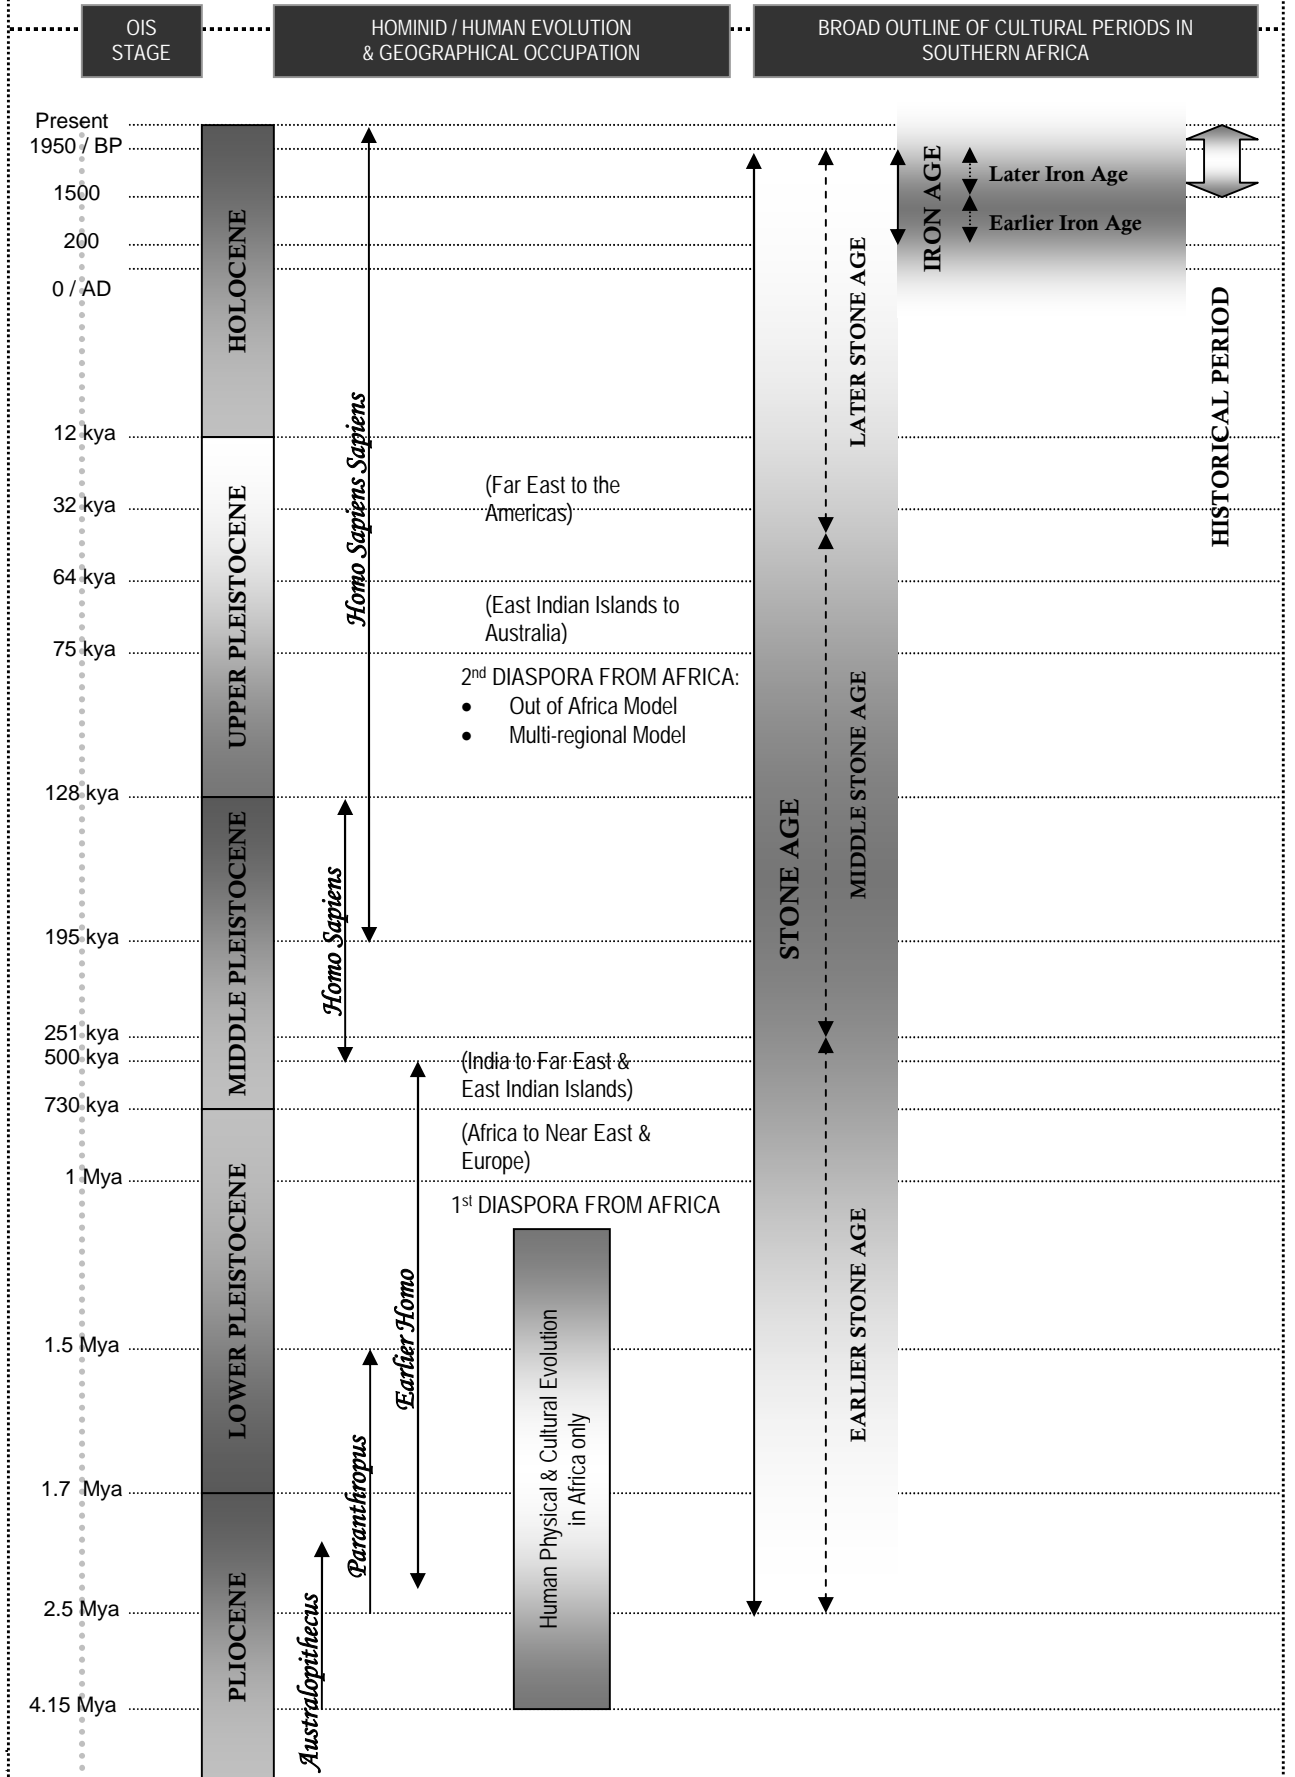 OIS
STAGE
HOMINID / HUMAN EVOLUTION
& GEOGRAPHICAL OCCUPATION
BROAD OUTLINE OF CULTURAL PERIODS IN
SOUTHERN AFRICA
Present
1950 / BP
1500
200
0 / AD
12 kya
32 kya
64 kya
75 kya
128 kya
195 kya
251 kya
500 kya
730 kya
1 Mya
1.5 Mya
1.7 Mya
2.5 Mya
4.15 Mya
HOLOCENE
UPPER PLEISTOCENE
MIDDLE PLEISTOCENE
LOWER PLEISTOCENE
PLIOCENE
Homo Sapiens Sapiens
Homo Sapiens
Earlier Homo
Paranthropus
Australopithecus
(Far East to the
Americas)
(East Indian Islands to
Australia)
2nd DIASPORA FROM AFRICA:
• Out of Africa Model
• Multi-regional Model
(India to Far East &
East Indian Islands)
(Africa to Near East &
Europe)
1st DIASPORA FROM AFRICA
Human Physical & Cultural Evolution
in Africa only
STONE AGE
LATER STONE AGE
MIDDLE STONE AGE
EARLIER STONE AGE
IRON AGE
Later Iron Age
Earlier Iron Age
HISTORICAL PERIOD